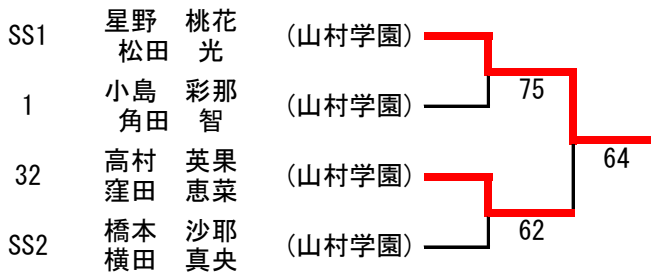 SS1 星野 桃花 (山村学園)
松田 光
75
1 小島 彩那 (山村学園)
角田 智
64
32 高村 英果 (山村学園)
窪田 恵菜
62
SS2 橋本 沙耶 (山村学園)
横田 真央